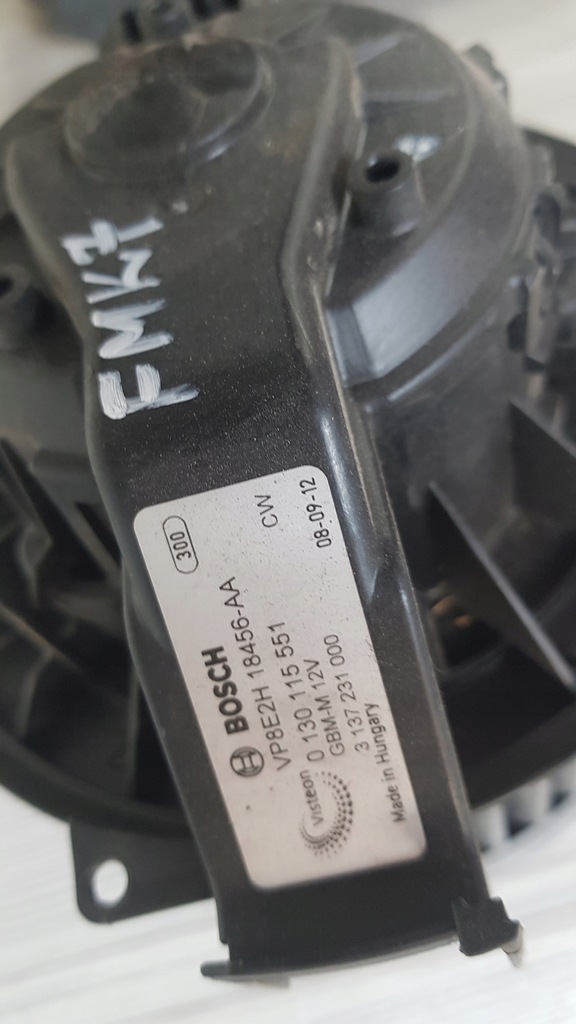 FMK7
300
BOSCH
VP8E2H 18456-AA
0 130 115 551 CW
GBM-M 12V
3 137 231 000 08-09-12
Visteon
Made in Hungary